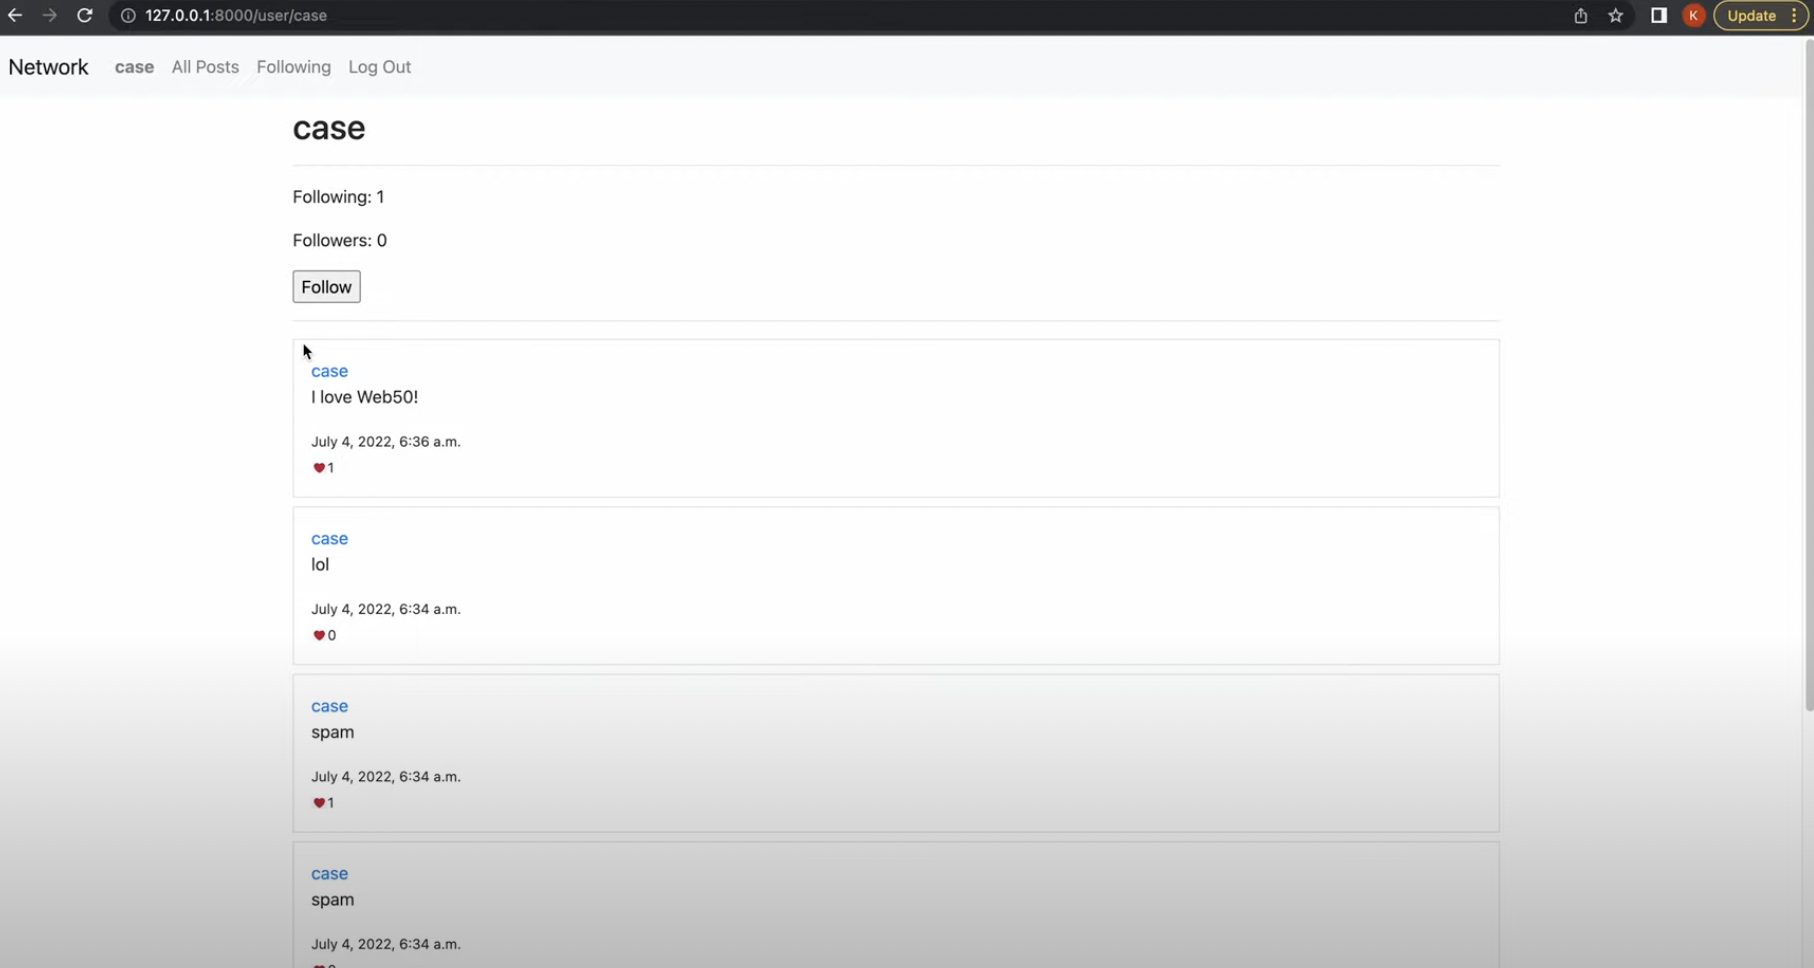 127.0.0.1:8000/user/case
K
Update
Network case All Posts Following Log Out
case
Following: 1
Followers: 0
Follow
case
I love Web50!
July 4, 2022, 6:36 a.m.
❤1
case
lol
July 4, 2022, 6:34 a.m.
❤0
case
spam
July 4, 2022, 6:34 a.m.
❤1
case
spam
July 4, 2022, 6:34 a.m.